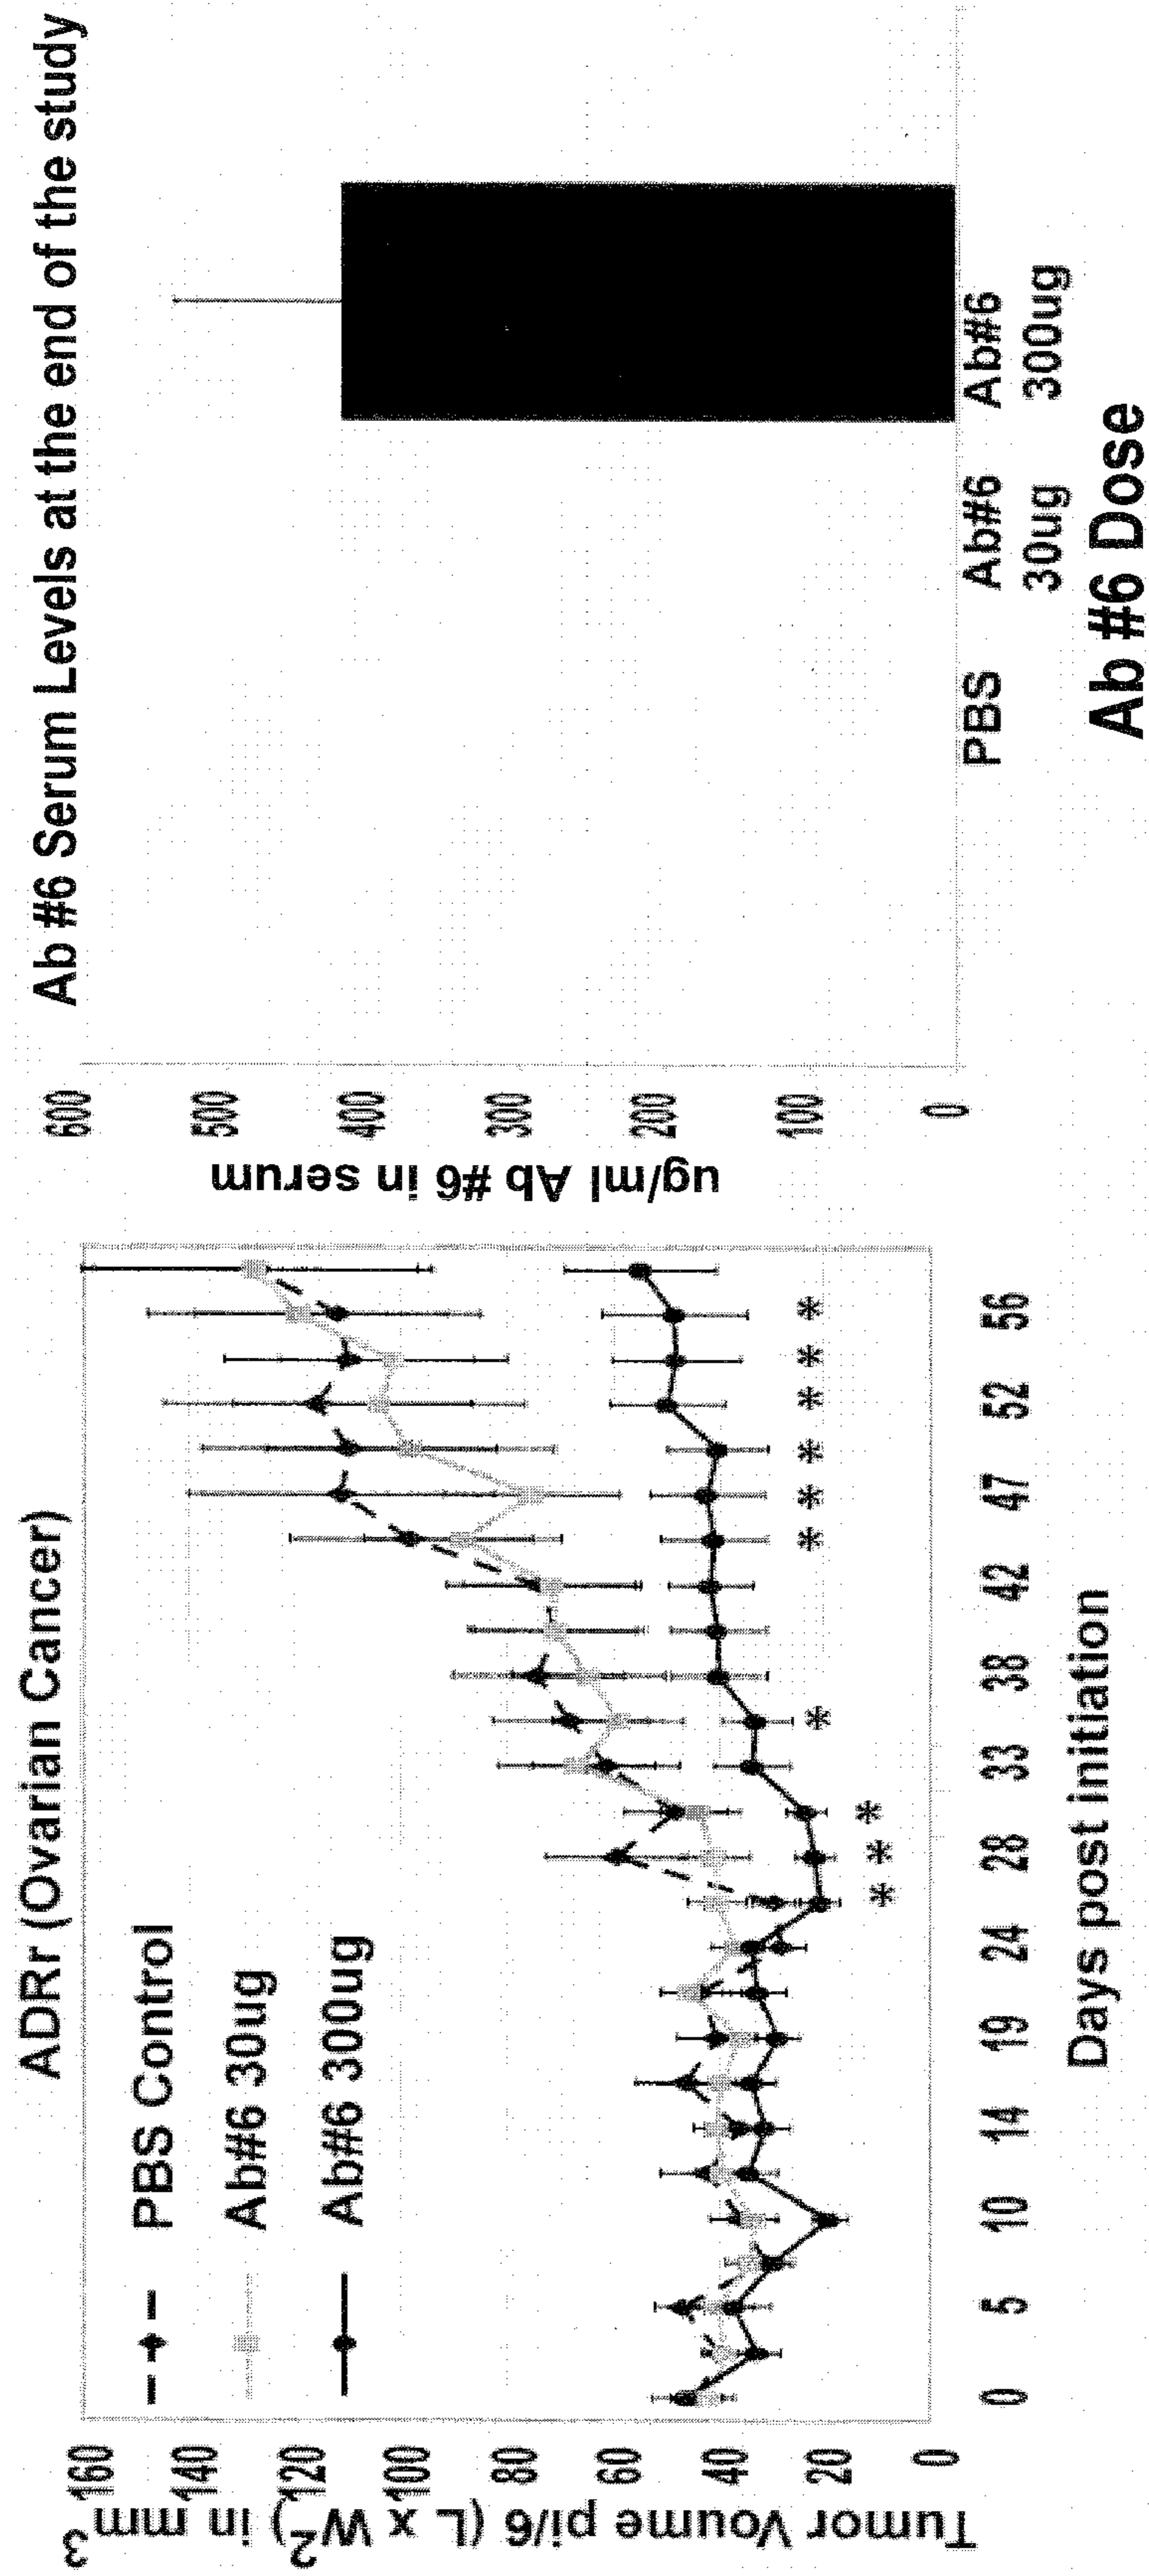 ADRr (Ovarian Cancer)
PBS Control
Ab#6 30ug
Ab#6 300ug
Tumor Voume pi/6 ( L x W2 ) in mm3
160
140
120
100
80
60
40
20
0
0 5 10 14 19 24 28 33 38 42 47 52 56
* * * * * * * * * *
Days post initiation
Ab #6 Serum Levels at the end of the study
ug/ml Ab #6 in serum
600
500
400
300
200
100
0
PBS Ab#6 Ab#6
30ug 300ug
Ab #6 Dose